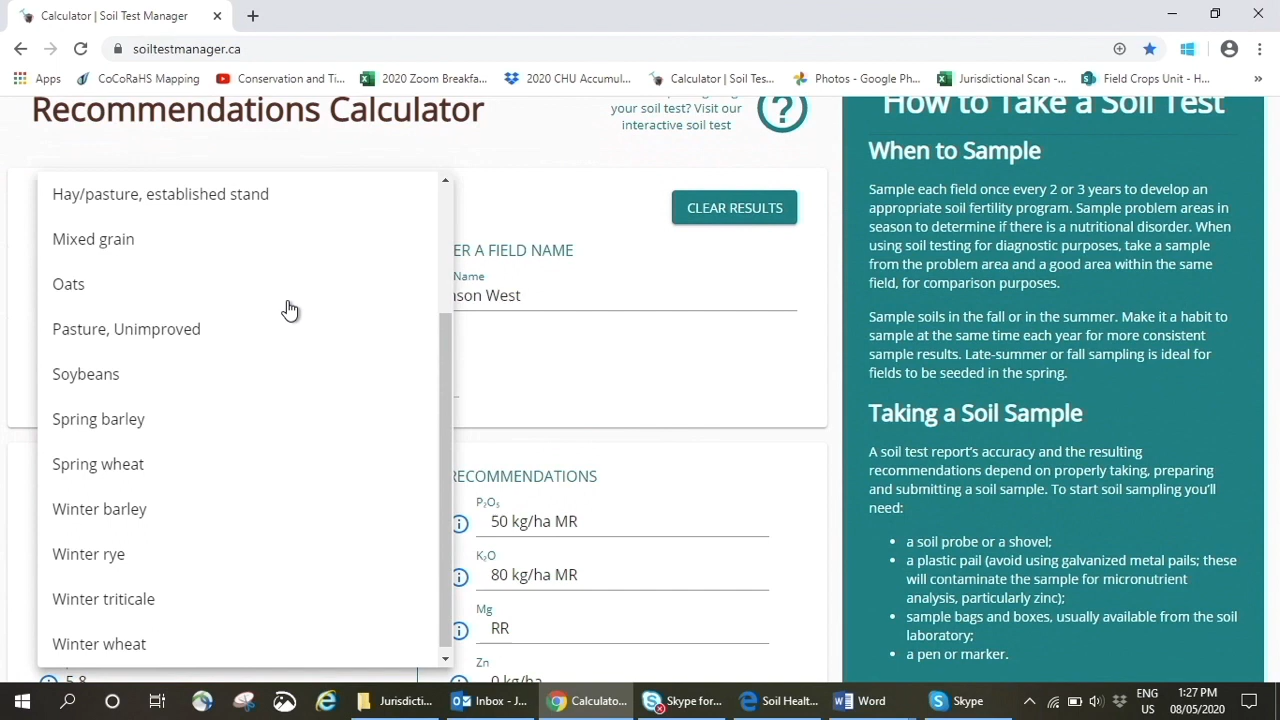 Calculator | Soil Test Manager
soiltestmanager.ca
Apps CoCoRaHS Mapping Conservation and Ti... 2020 Zoom Breakfa... 2020 CHU Accumul... Calculator | Soil Tes... Photos - Google Ph... Jurisdictional Scan -... Field Crops Unit - H... »
Recommendations Calculator
your soil test? Visit our
interactive soil test
?
CLEAR RESULTS
ER A FIELD NAME
Name
son West
Hay/pasture, established stand
Mixed grain
Oats
Pasture, Unimproved
Soybeans
Spring barley
Spring wheat
Winter barley
Winter rye
Winter triticale
Winter wheat
RECOMMENDATIONS
P₂O₅
50 kg/ha MR
K₂O
80 kg/ha MR
Mg
RR
Zn
0 kg/ha
5.8
How to Take a Soil Test
When to Sample
Sample each field once every 2 or 3 years to develop an
appropriate soil fertility program. Sample problem areas in
season to determine if there is a nutritional disorder. When
using soil testing for diagnostic purposes, take a sample
from the problem area and a good area within the same
field, for comparison purposes.
Sample soils in the fall or in the summer. Make it a habit to
sample at the same time each year for more consistent
sample results. Late-summer or fall sampling is ideal for
fields to be seeded in the spring.
Taking a Soil Sample
A soil test report's accuracy and the resulting
recommendations depend on properly taking, preparing
and submitting a soil sample. To start soil sampling you'll
need:
• a soil probe or a shovel;
• a plastic pail (avoid using galvanized metal pails; these
will contaminate the sample for micronutrient
analysis, particularly zinc);
• sample bags and boxes, usually available from the soil
laboratory;
• a pen or marker.
Jurisdicti... Inbox - J... Calculato... Skype for... Soil Healt... Word Skype
ENG
US
1:27 PM
08/05/2020